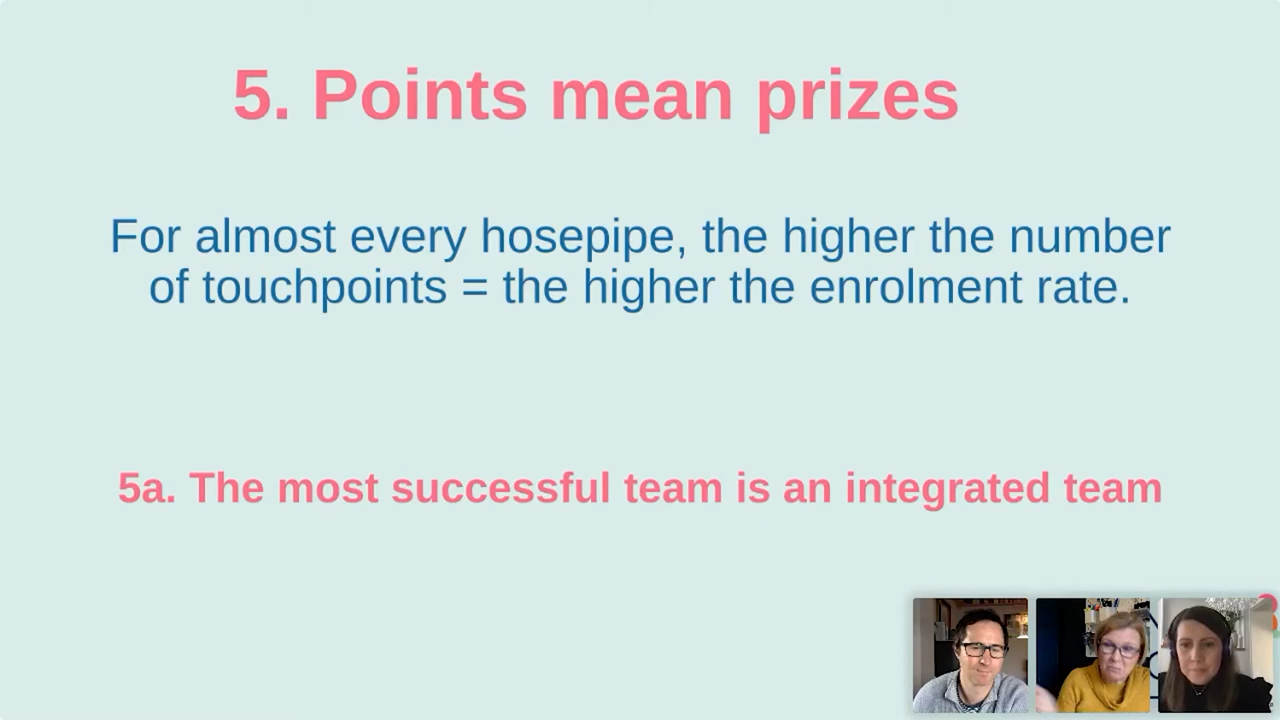 5. Points mean prizes
For almost every hosepipe, the higher the number
of touchpoints = the higher the enrolment rate.
5a. The most successful team is an integrated team